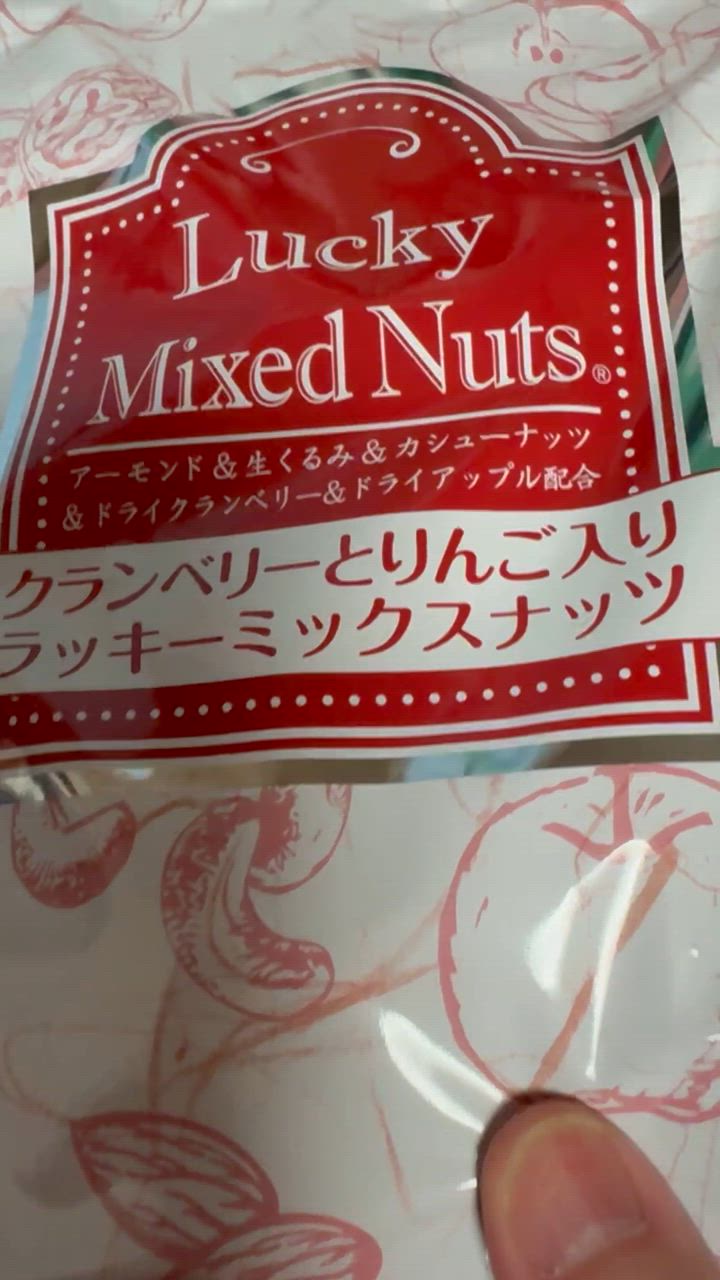 Lucky
Mixed Nuts®
アーモンド&生くるみ&カシューナッツ
&ドライクランベリー&ドライアップル配合
クランベリーとりんご入り
ラッキーミックスナッツ